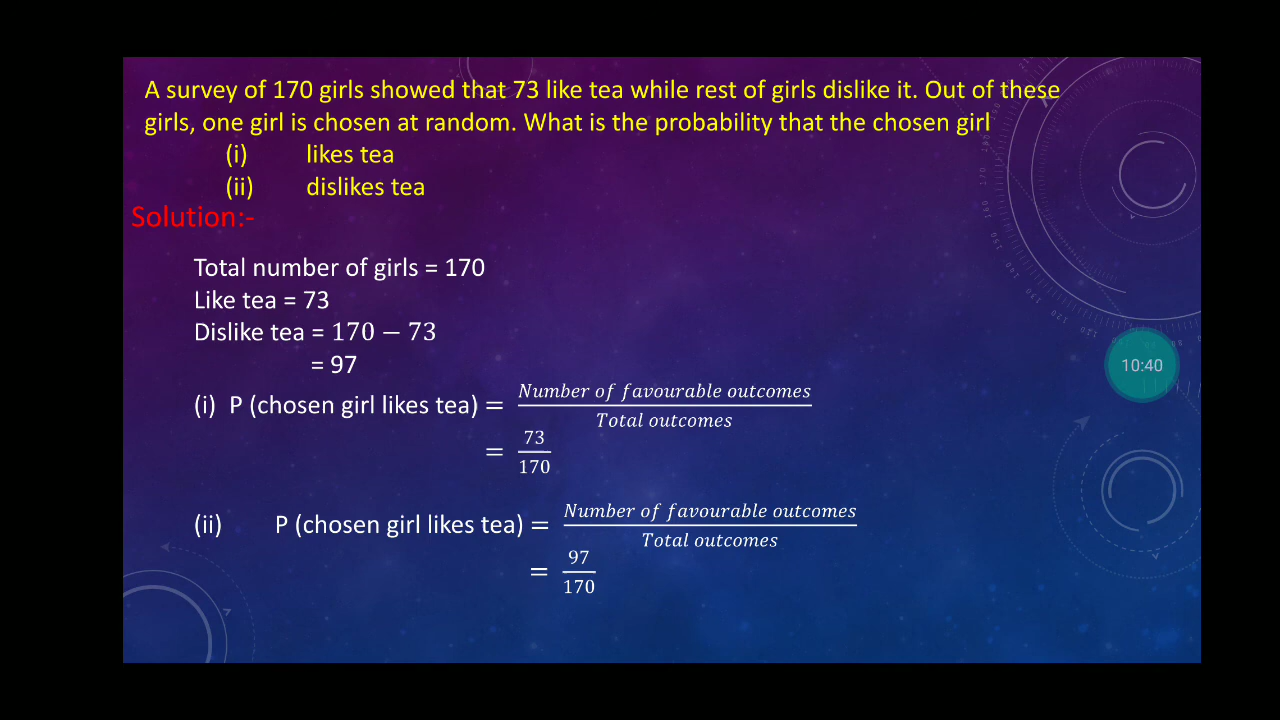 A survey of 170 girls showed that 73 like tea while rest of girls dislike it. Out of these
girls, one girl is chosen at random. What is the probability that the chosen girl
(i) likes tea
(ii) dislikes tea
Solution:-
Total number of girls = 170
Like tea = 73
Dislike tea = 170 − 73
= 97
(i) P (chosen girl likes tea) = Number of favourable outcomes / Total outcomes
= 73 / 170
(ii) P (chosen girl likes tea) = Number of favourable outcomes / Total outcomes
= 97 / 170
10:40